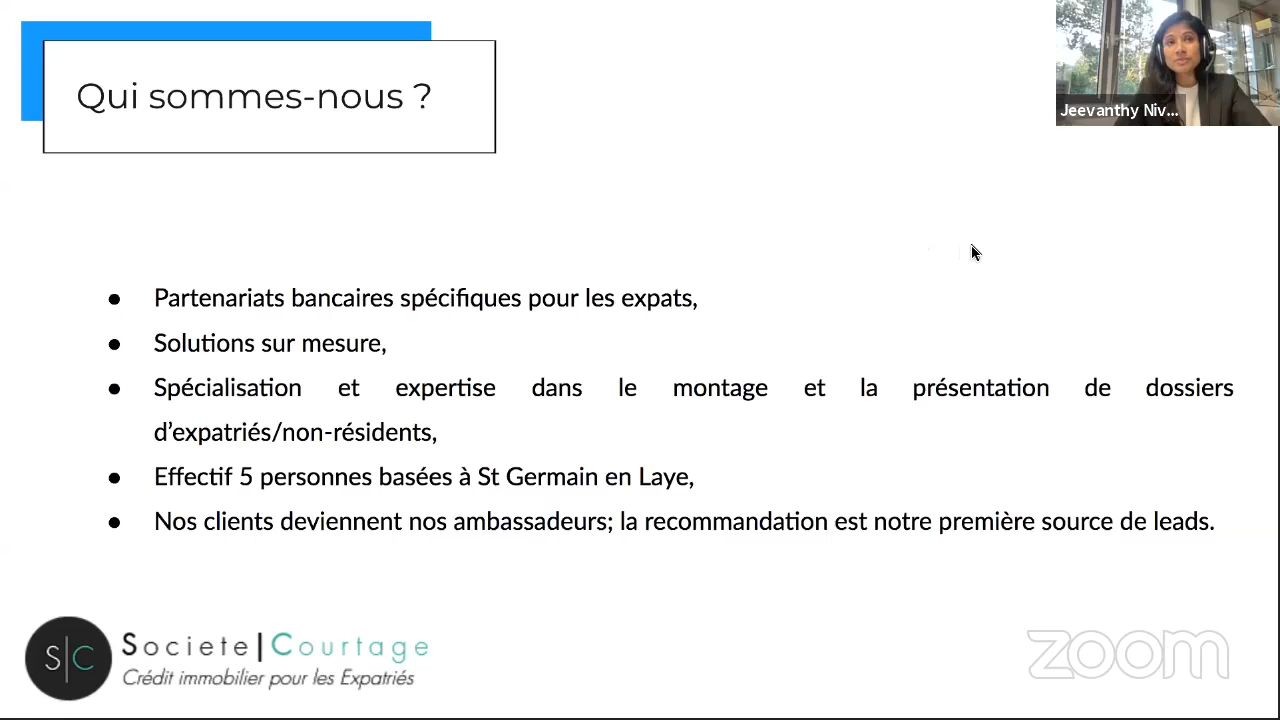 Qui sommes-nous ?
Jeevanthy Niv...
● Partenariats bancaires spécifiques pour les expats,
● Solutions sur mesure,
● Spécialisation et expertise dans le montage et la présentation de dossiers
d’expatriés/non-résidents,
● Effectif 5 personnes basées à St Germain en Laye,
● Nos clients deviennent nos ambassadeurs; la recommandation est notre première source de leads.
S|C
Societe|Courtage
Crédit immobilier pour les Expatriés
zoom